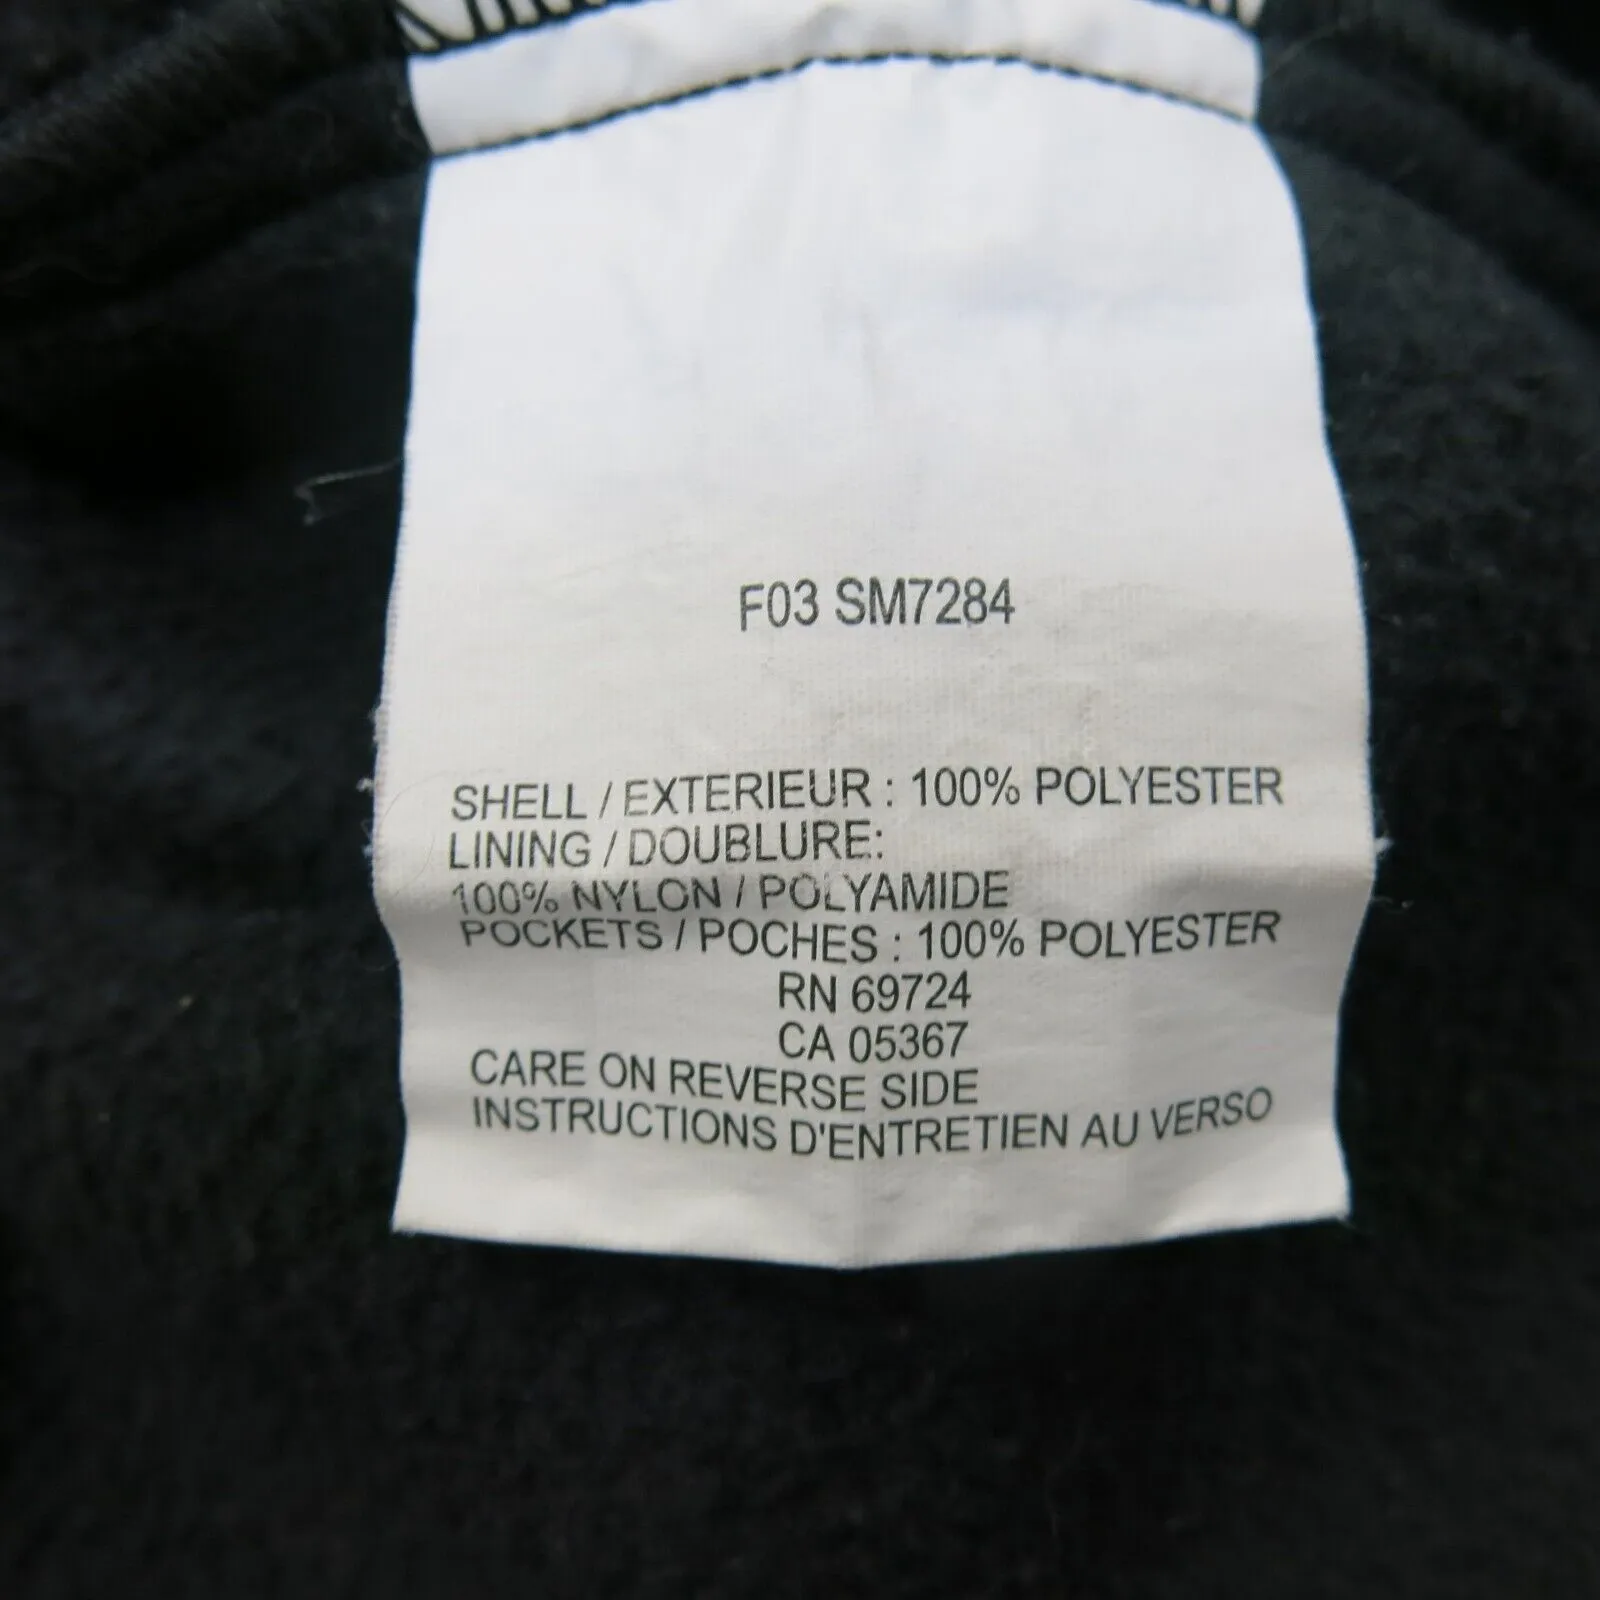 F03 SM7284
SHELL / EXTERIEUR : 100% POLYESTER
LINING / DOUBLURE:
100% NYLON / POLYAMIDE
POCKETS / POCHES : 100% POLYESTER
RN 69724
CA 05367
CARE ON REVERSE SIDE
INSTRUCTIONS D'ENTRETIEN AU VERSO